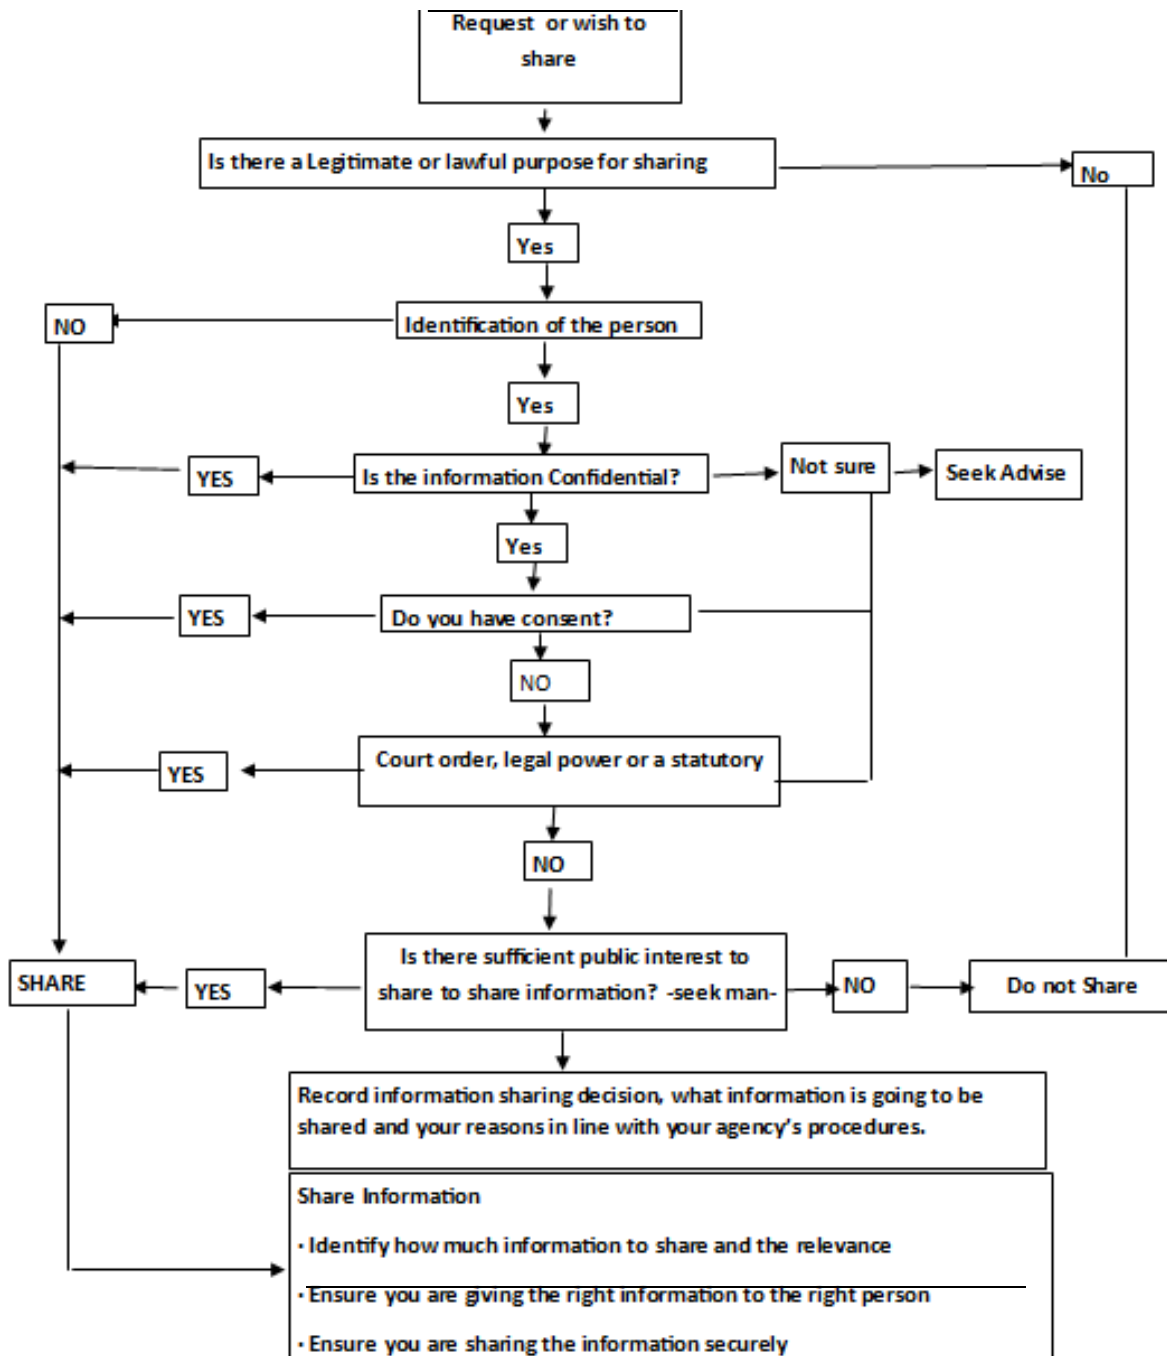 Request or wish to
share
Is there a Legitimate or lawful purpose for sharing
No
Yes
NO
Identification of the person
Yes
YES
Is the information Confidential?
Not sure
Seek Advise
Yes
YES
Do you have consent?
NO
YES
Court order, legal power or a statutory
NO
SHARE
YES
Is there sufficient public interest to
share to share information? -seek man-
NO
Do not Share
Record information sharing decision, what information is going to be
shared and your reasons in line with your agency's procedures.
Share Information
· Identify how much information to share and the relevance
· Ensure you are giving the right information to the right person
· Ensure you are sharing the information securely